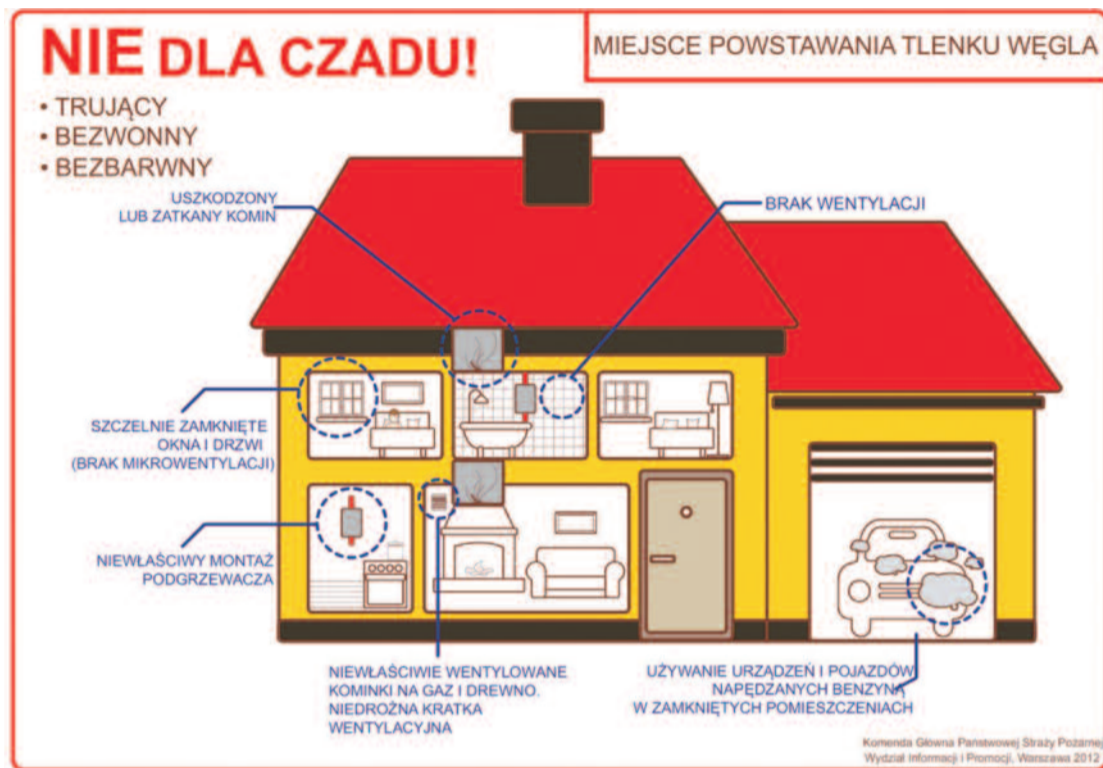 NIE DLA CZADU!
MIEJSCE POWSTAWANIA TLENKU WĘGLA
• TRUJĄCY
• BEZWONNY
• BEZBARWNY
USZKODZONY
LUB ZATKANY KOMIN
BRAK WENTYLACJI
SZCZELNIE ZAMKNIĘTE
OKNA I DRZWI
(BRAK MIKROWENTYLACJI)
NIEWŁAŚCIWY MONTAŻ
PODGRZEWACZA
NIEWŁAŚCIWIE WENTYLOWANE
KOMINKI NA GAZ I DREWNO.
NIEDROŻNA KRATKA
WENTYLACYJNA
UŻYWANIE URZĄDZEŃ I POJAZDÓW
NAPĘDZANYCH BENZYNĄ
W ZAMKNIĘTYCH POMIESZCZENIACH
Komenda Główna Państwowej Straży Pożarnej
Wydział Informacji i Promocji, Warszawa 2012